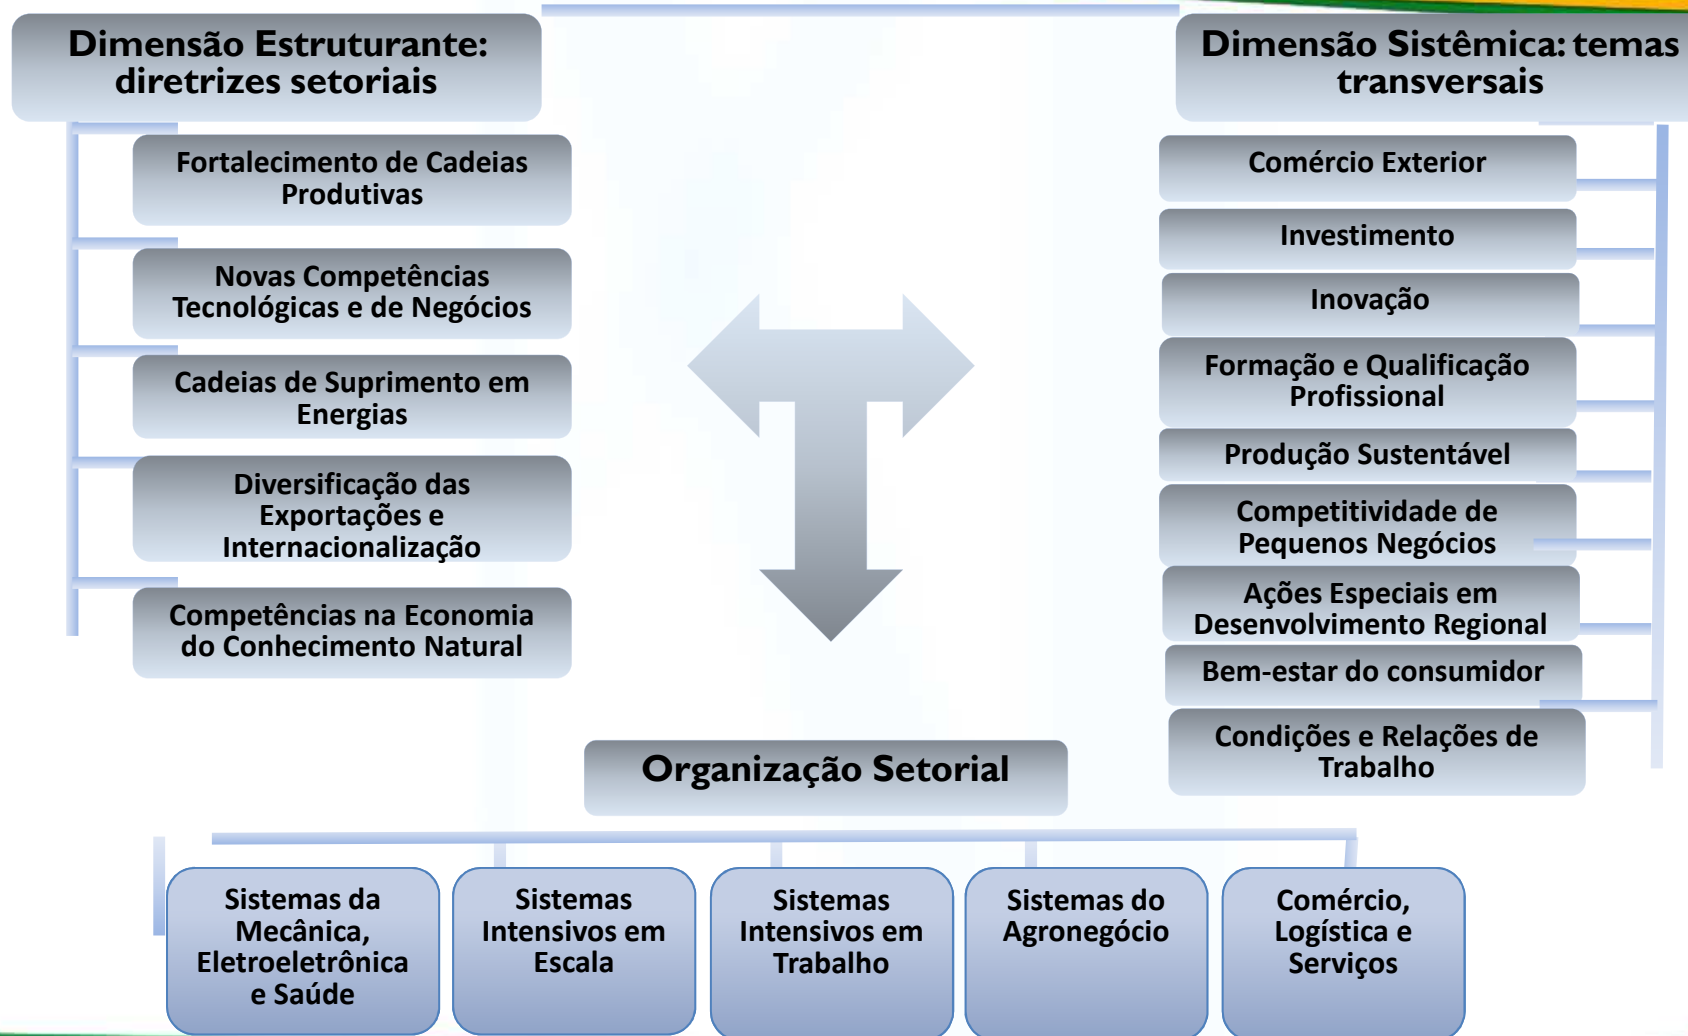 Dimensão Estruturante:
diretrizes setoriais
Fortalecimento de Cadeias
Produtivas
Novas Competências
Tecnológicas e de Negócios
Cadeias de Suprimento em
Energias
Diversificação das
Exportações e
Internacionalização
Competências na Economia
do Conhecimento Natural
Dimensão Sistêmica: temas
transversais
Comércio Exterior
Investimento
Inovação
Formação e Qualificação
Profissional
Produção Sustentável
Competitividade de
Pequenos Negócios
Ações Especiais em
Desenvolvimento Regional
Bem-estar do consumidor
Condições e Relações de
Trabalho
Organização Setorial
Sistemas da
Mecânica,
Eletroeletrônica
e Saúde
Sistemas
Intensivos em
Escala
Sistemas
Intensivos em
Trabalho
Sistemas do
Agronegócio
Comércio,
Logística e
Serviços